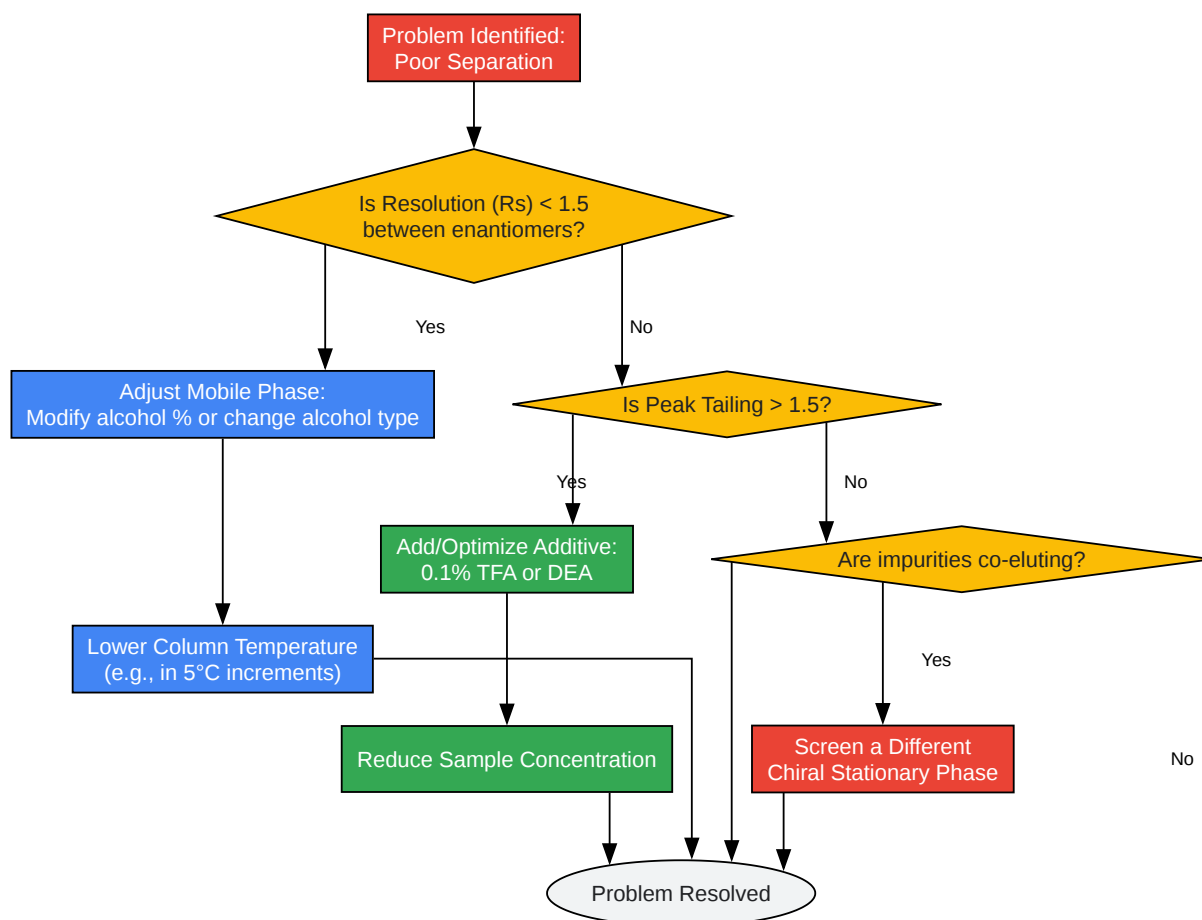 Problem Identified:
Poor Separation
Is Resolution (Rs) < 1.5
between enantiomers?
Yes
No
Adjust Mobile Phase:
Modify alcohol % or change alcohol type
Is Peak Tailing > 1.5?
Yes
No
Add/Optimize Additive:
0.1% TFA or DEA
Are impurities co-eluting?
Lower Column Temperature
(e.g., in 5°C increments)
Yes
Reduce Sample Concentration
Screen a Different
Chiral Stationary Phase
No
Problem Resolved